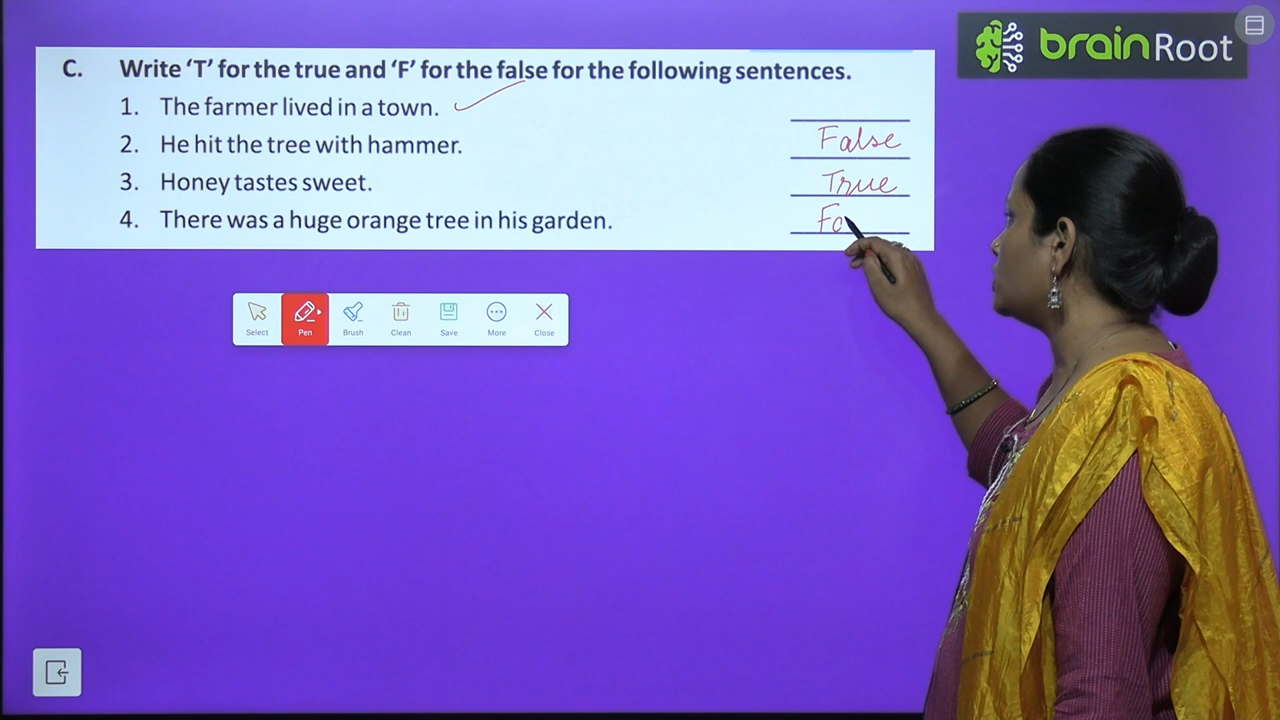 brainRoot
C. Write ‘T’ for the true and ‘F’ for the false for the following sentences.
1. The farmer lived in a town.
2. He hit the tree with hammer. False
3. Honey tastes sweet. True
4. There was a huge orange tree in his garden. Fa
Select Pen Brush Clean Save More Close